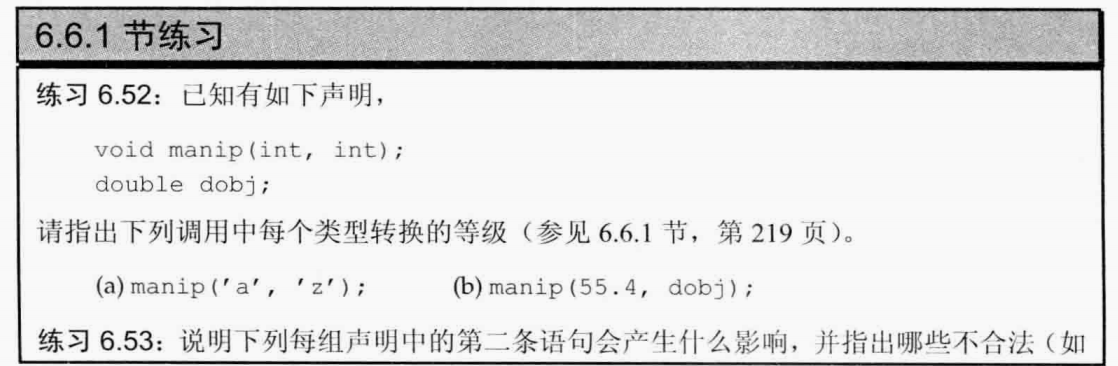 6.6.1 节练习
练习 6.52：已知有如下声明，
void manip(int, int);
double dobj;
请指出下列调用中每个类型转换的等级（参见 6.6.1 节，第 219 页）。
(a) manip('a', 'z'); (b) manip(55.4, dobj);
练习 6.53：说明下列每组声明中的第二条语句会产生什么影响，并指出哪些不合法（如